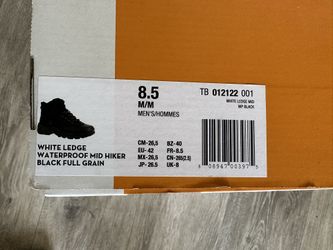 8.5
M/M
MEN'S/HOMMES
TB 012122 001
WHITE LEDGE MID
WP BLACK
CM-26,5 BZ-40
EU- 42 FR-8.5
MX-26,5 CN-265(2.5)
JP- 26.5 UK-8
WHITE LEDGE
WATERPROOF MID HIKER
BLACK FULL GRAIN